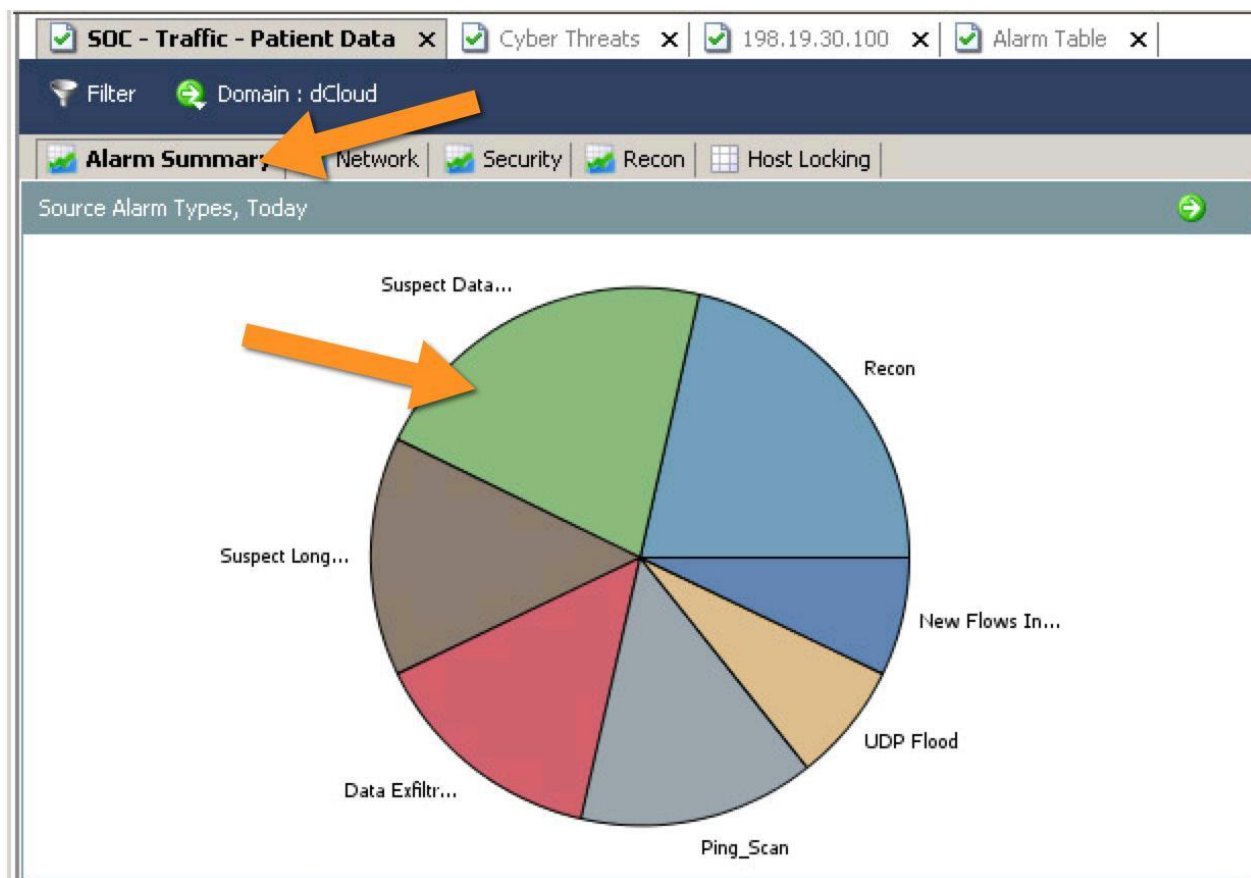 SOC - Traffic - Patient Data Cyber Threats 198.19.30.100 Alarm Table
Filter Domain : dCloud
Alarm Summary Network Security Recon Host Locking
Source Alarm Types, Today
Suspect Data...
Recon
Suspect Long...
New Flows In...
UDP Flood
Data Exfiltr...
Ping_Scan